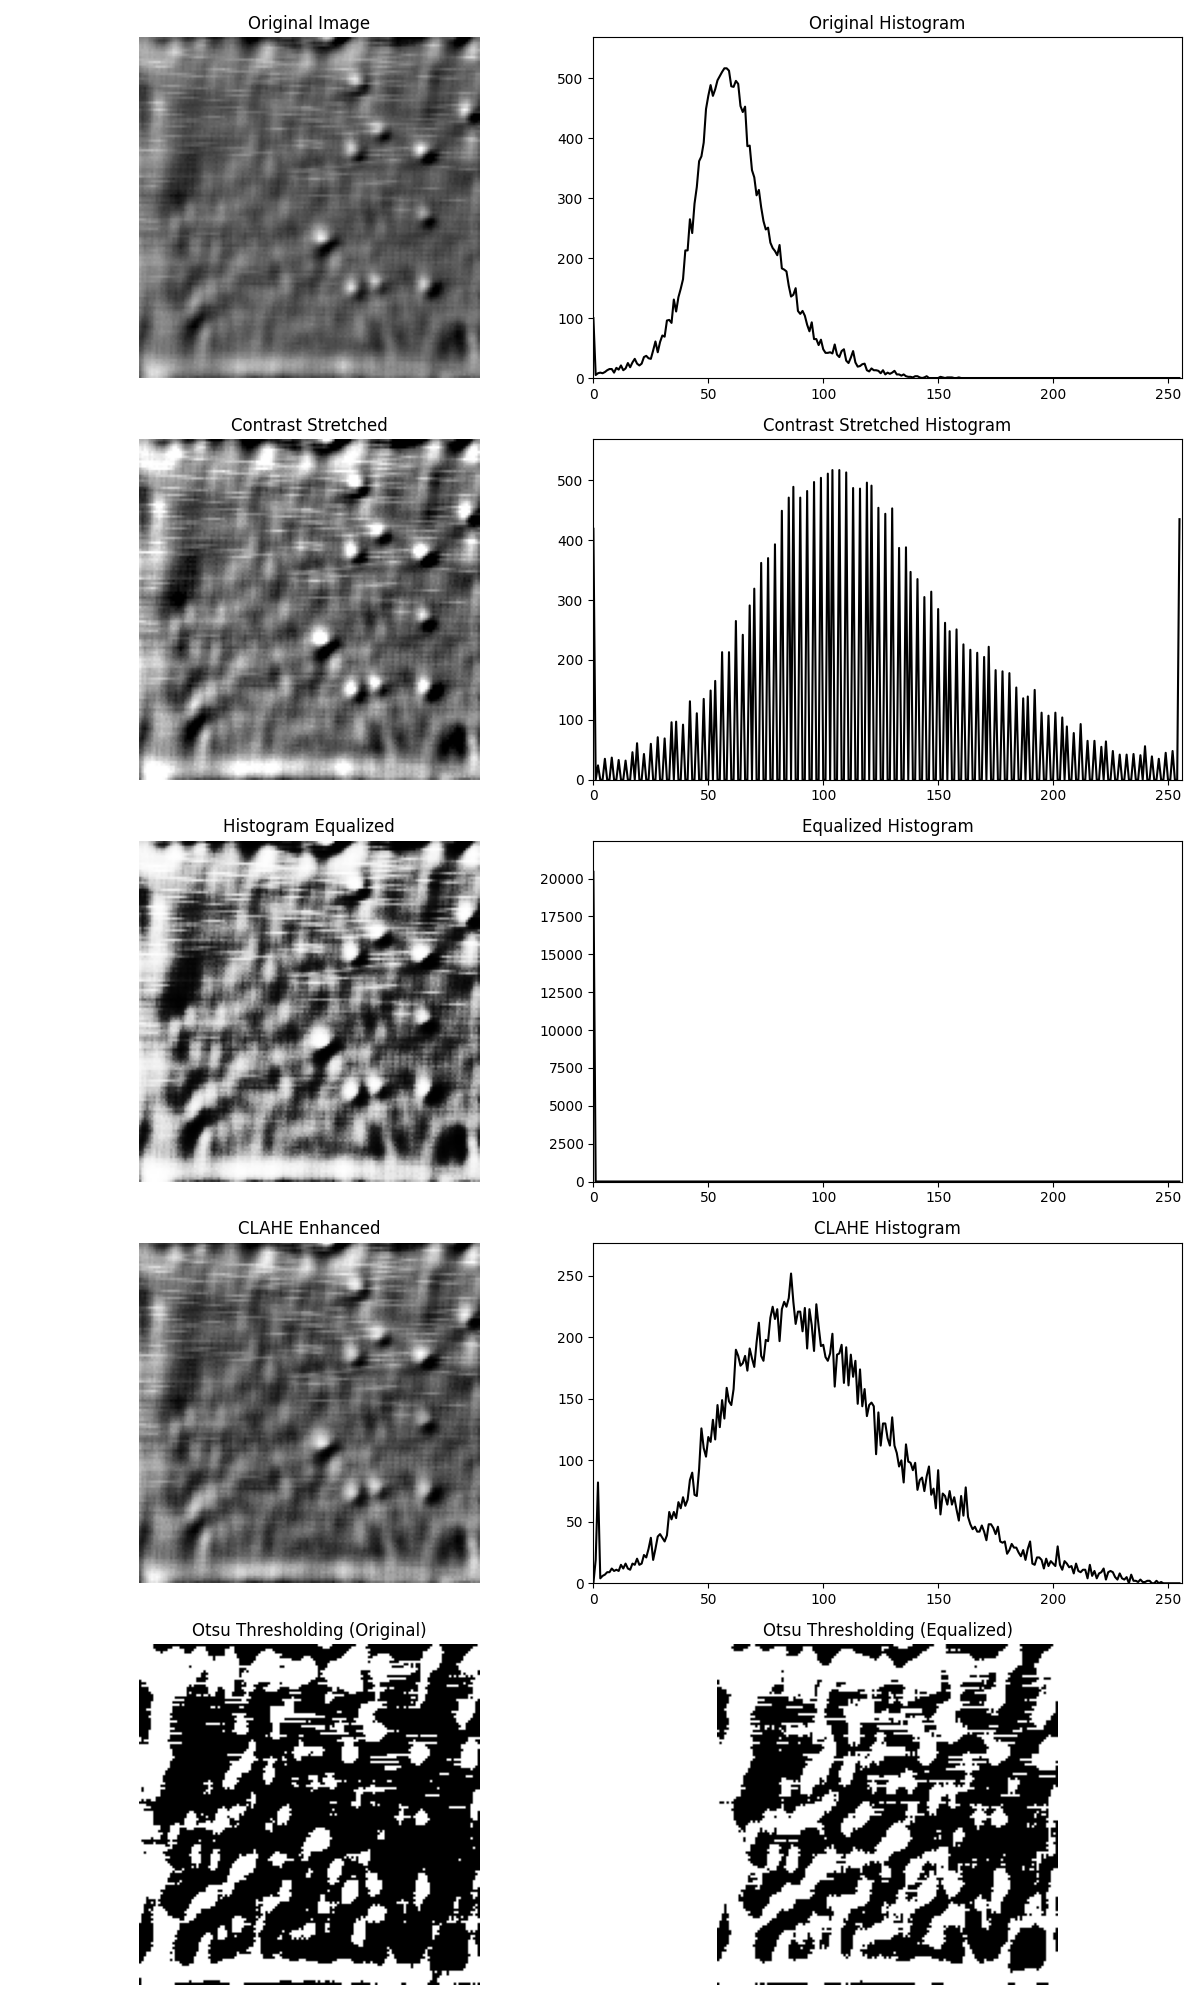 Original Image
Original Histogram
500
400
300
200
100
0
0 50 100 150 200 250
Contrast Stretched
Contrast Stretched Histogram
500
400
300
200
100
0
0 50 100 150 200 250
Histogram Equalized
Equalized Histogram
20000
17500
15000
12500
10000
7500
5000
2500
0
0 50 100 150 200 250
CLAHE Enhanced
CLAHE Histogram
250
200
150
100
50
0
0 50 100 150 200 250
Otsu Thresholding (Original)
Otsu Thresholding (Equalized)